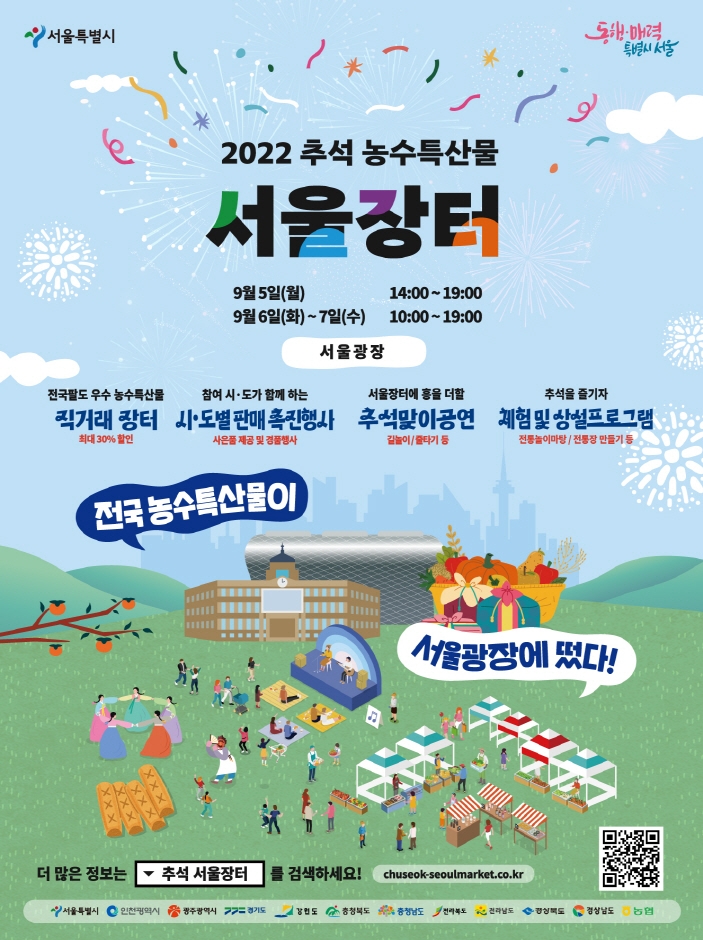 서울특별시
동행·매력
특별시 서울
2022 추석 농수특산물
서울장터
9월 5일(월) 14:00 ~ 19:00
9월 6일(화) ~ 7일(수) 10:00 ~ 19:00
서울광장
전국팔도 우수 농수특산물
직거래 장터
최대 30% 할인
참여 시·도가 함께 하는
시·도별 판매 촉진행사
사은품 제공 및 경품행사
서울장터에 흥을 더할
추석맞이공연
길놀이/줄타기 등
추석을 즐기자
체험 및 상설프로그램
전통놀이마당 / 전통장 만들기 등
전국 농수특산물이
서울광장에 떴다!
더 많은 정보는 추석 서울장터 를 검색하세요! chuseok-seoulmarket.co.kr
서울특별시 인천광역시 광주광역시 경기도 강원도 충청북도 충청남도 전라북도 전라남도 경상북도 경상남도 농협